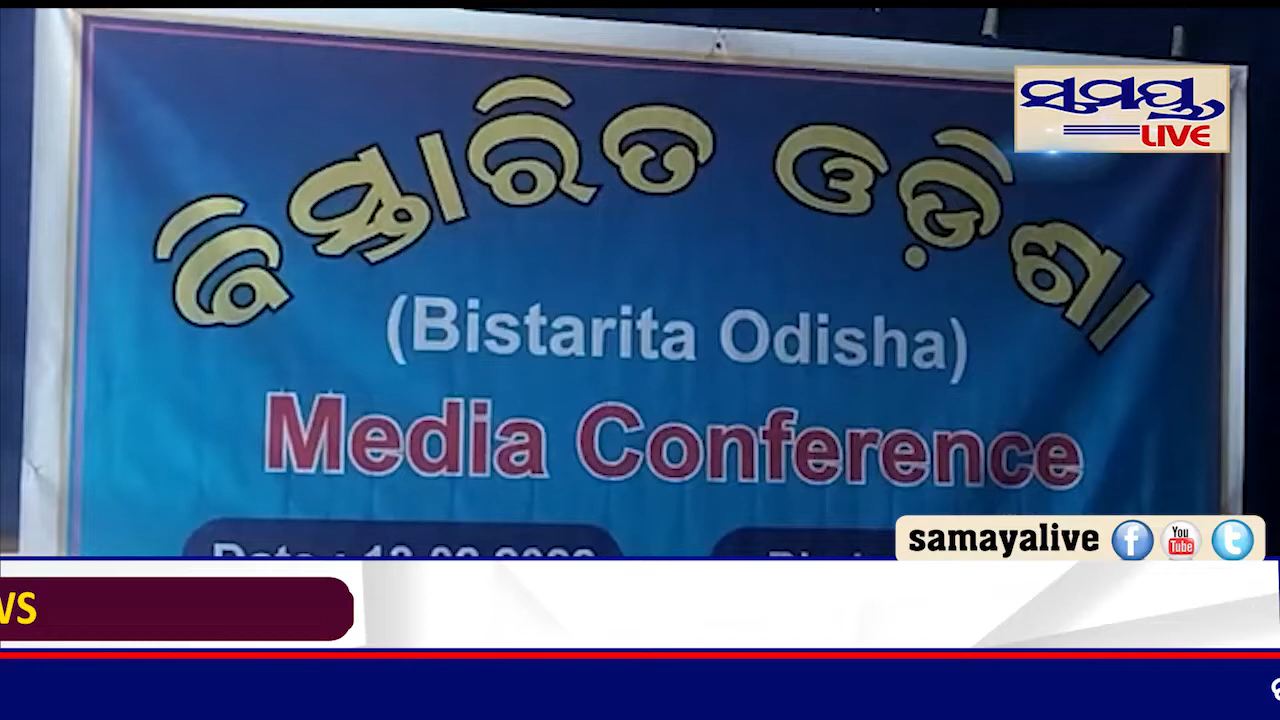 ବିସ୍ତାରିତ ଓଡ଼ିଶା
ସମୟ
LIVE
(Bistarita Odisha)
Media Conference
samayalive
You
Tube